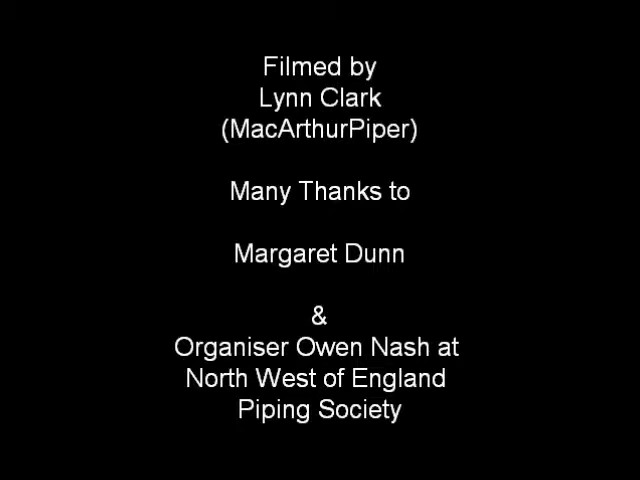 Filmed by
Lynn Clark
(MacArthurPiper)
Many Thanks to
Margaret Dunn
&
Organiser Owen Nash at
North West of England
Piping Society